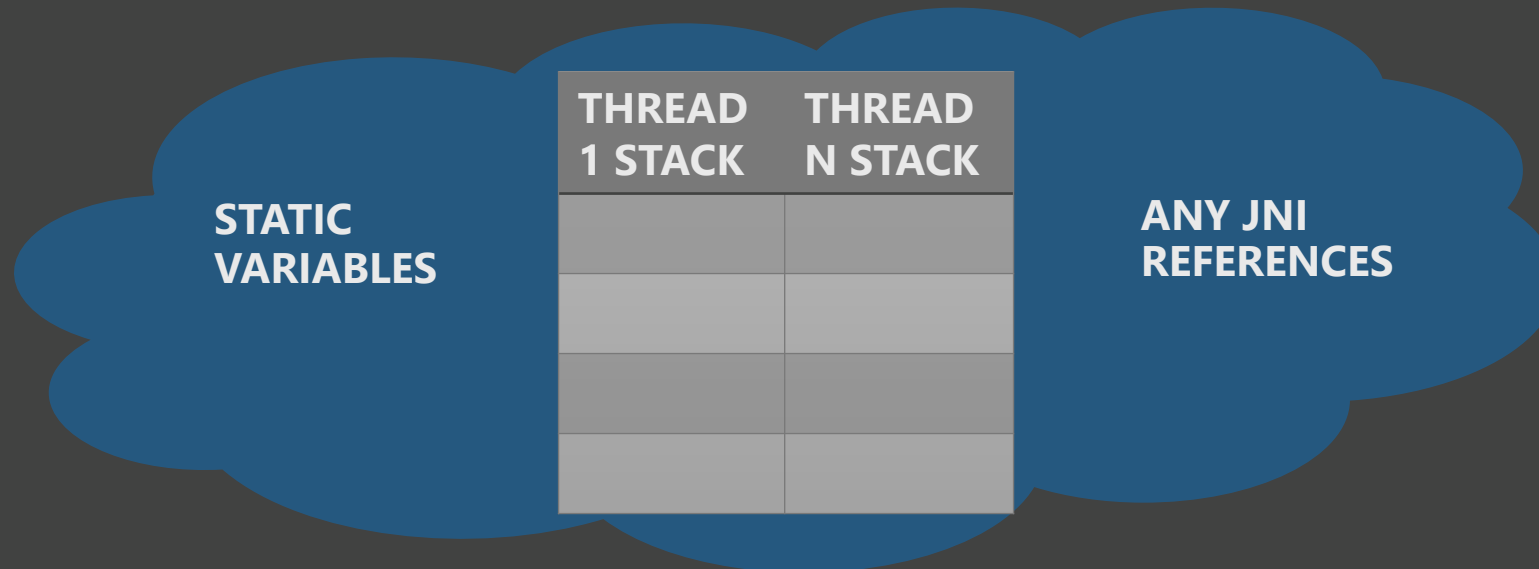 THREAD
1 STACK
THREAD
N STACK
STATIC
VARIABLES
ANY JNI
REFERENCES